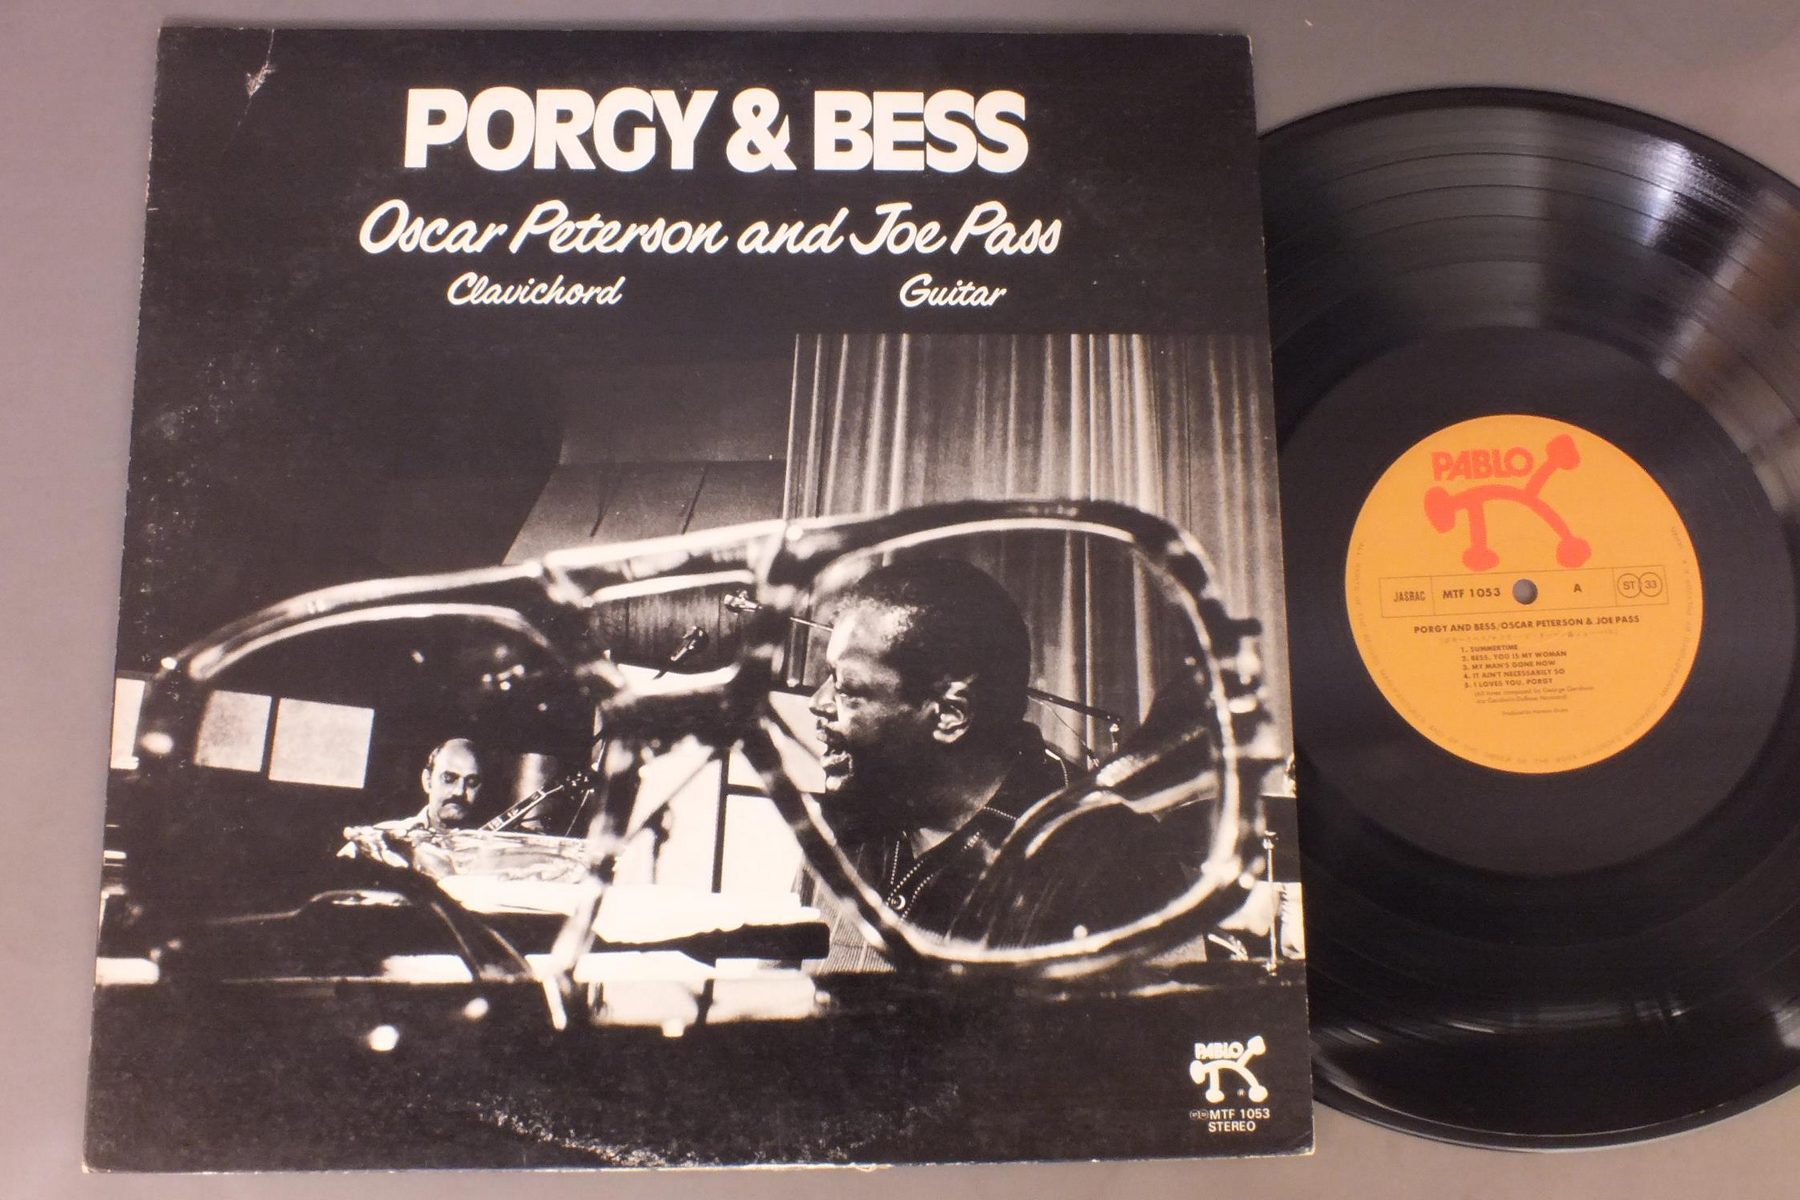 PORGY & BESS
Oscar Peterson and Joe Pass
Clavichord Guitar
PABLO
MTF 1053
STEREO
PABLO
JASRAC MTF 1053 A ST 33
PORGY AND BESS/OSCAR PETERSON & JOE PASS
1. SUMMERTIME
2. BESS, YOU IS MY WOMAN
3. MY MAN'S GONE NOW
4. IT AIN'T NECESSARILY SO
5. I LOVES YOU, PORGY